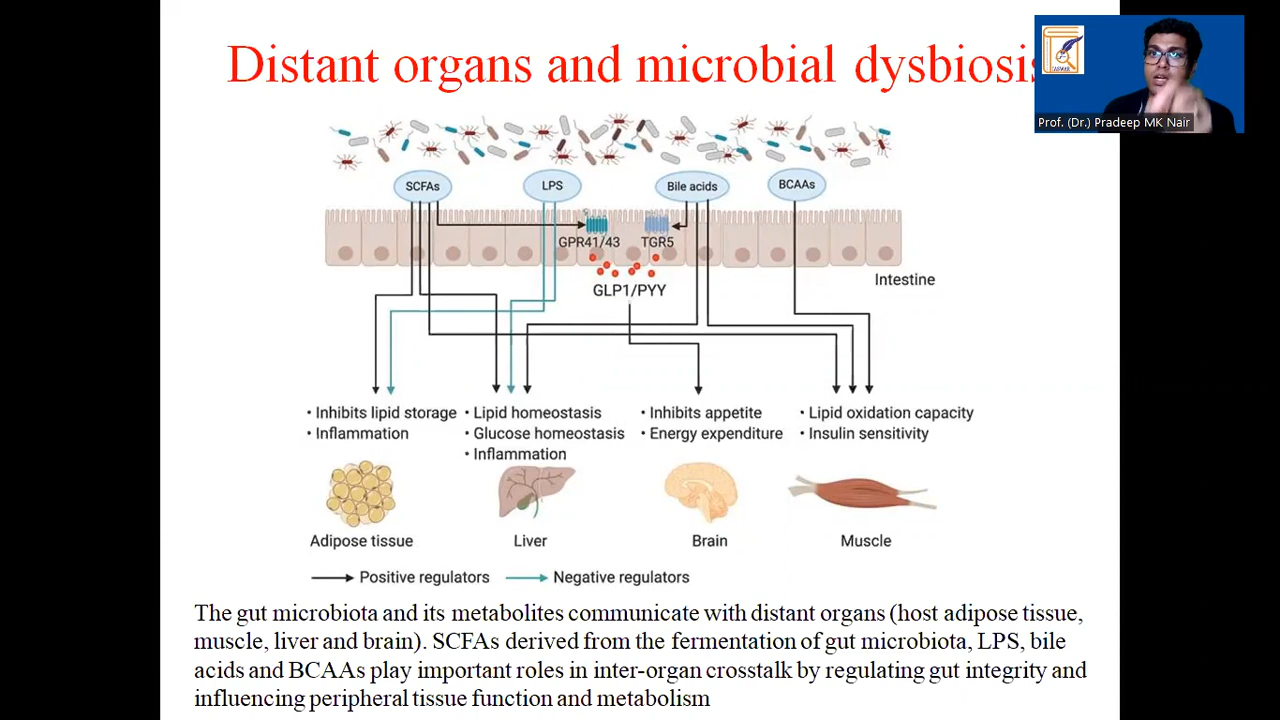 Distant organs and microbial dysbiosis
Prof. (Dr.) Pradeep MK Nair
SCFAs
LPS
Bile acids
BCAAs
GPR41/43
TGR5
Intestine
GLP1/PYY
• Inhibits lipid storage
• Inflammation
• Lipid homeostasis
• Glucose homeostasis
• Inflammation
• Inhibits appetite
• Energy expenditure
• Lipid oxidation capacity
• Insulin sensitivity
Adipose tissue
Liver
Brain
Muscle
Positive regulators
Negative regulators
The gut microbiota and its metabolites communicate with distant organs (host adipose tissue,
muscle, liver and brain). SCFAs derived from the fermentation of gut microbiota, LPS, bile
acids and BCAAs play important roles in inter-organ crosstalk by regulating gut integrity and
influencing peripheral tissue function and metabolism